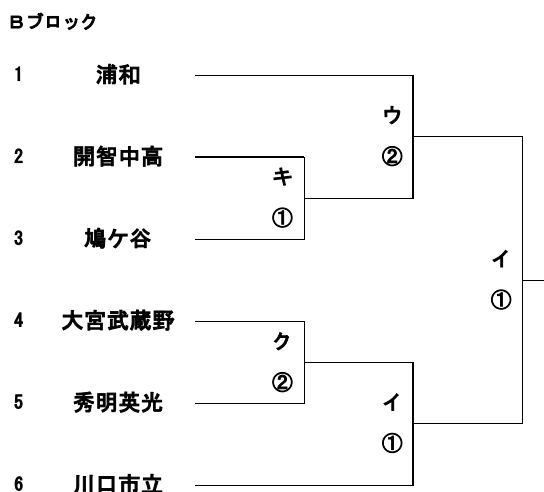 Bブロック
1 浦和
ウ
②
2 開智中高
キ
①
3 鳩ケ谷
イ
①
4 大宮武蔵野
ク
②
5 秀明英光
イ
①
6 川口市立